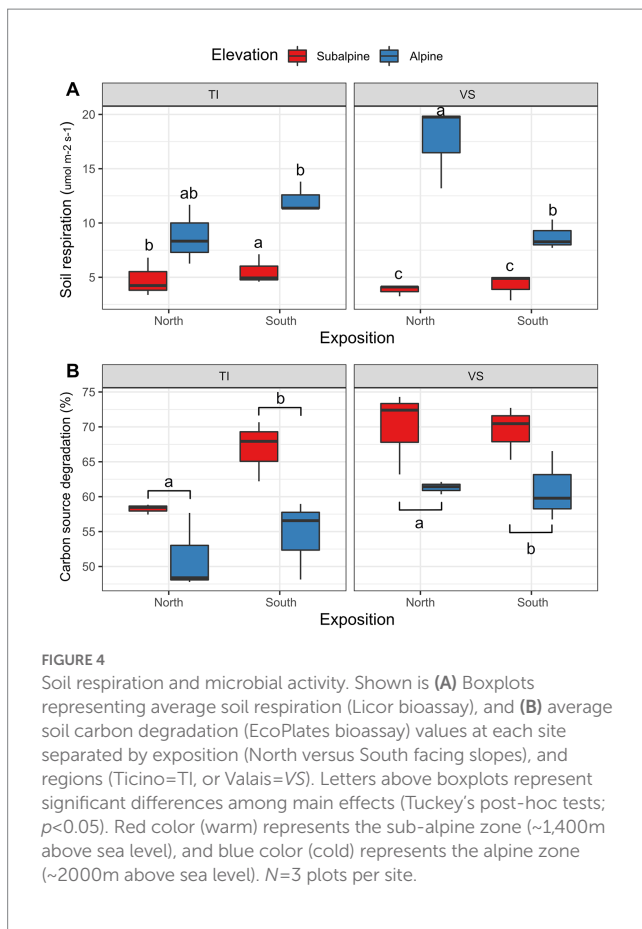 Elevation Subalpine Alpine
A
TI VS
Soil respiration (umol m-2 s-1)
20
15
10
5
b ab a b
a c c b
North South North South
Exposition
B
TI VS
Carbon source degradation (%)
75
70
65
60
55
50
a b
a b
North South North South
Exposition
FIGURE 4
Soil respiration and microbial activity. Shown is (A) Boxplots
representing average soil respiration (Licor bioassay), and (B) average
soil carbon degradation (EcoPlates bioassay) values at each site
separated by exposition (North versus South facing slopes), and
regions (Ticino=TI, or Valais=VS). Letters above boxplots represent
significant differences among main effects (Tuckey's post-hoc tests;
p<0.05). Red color (warm) represents the sub-alpine zone (~1,400m
above sea level), and blue color (cold) represents the alpine zone
(~2000m above sea level). N=3 plots per site.